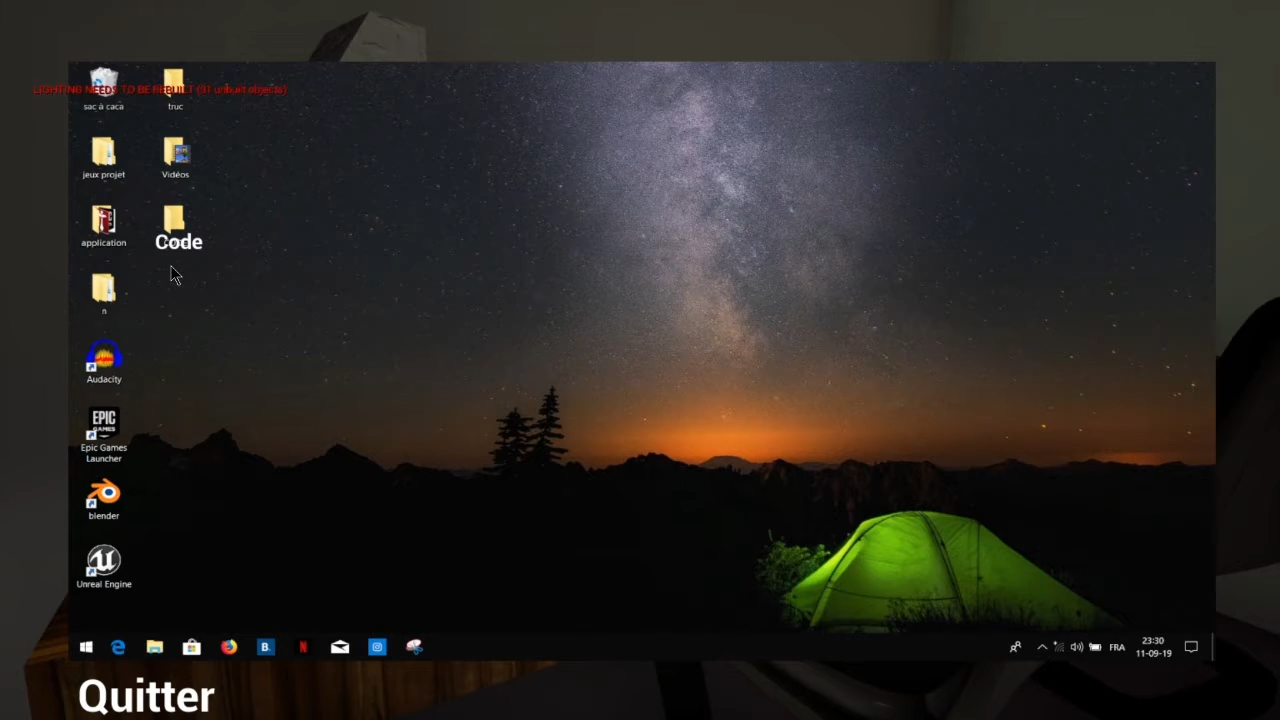 LIGHTING NEEDS TO BE REBUILT (91 unbuilt objects)
sac à caca
truc
jeux projet
Vidéos
application
Code
n
Audacity
EPIC
GAMES
Epic Games
Launcher
blender
Unreal Engine
B.
N
FRA
23:30
11-09-19
Quitter